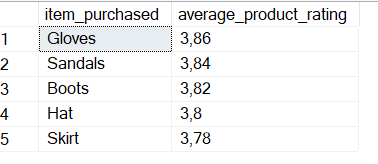 item_purchased average_product_rating
1 Gloves 3,86
2 Sandals 3,84
3 Boots 3,82
4 Hat 3,8
5 Skirt 3,78